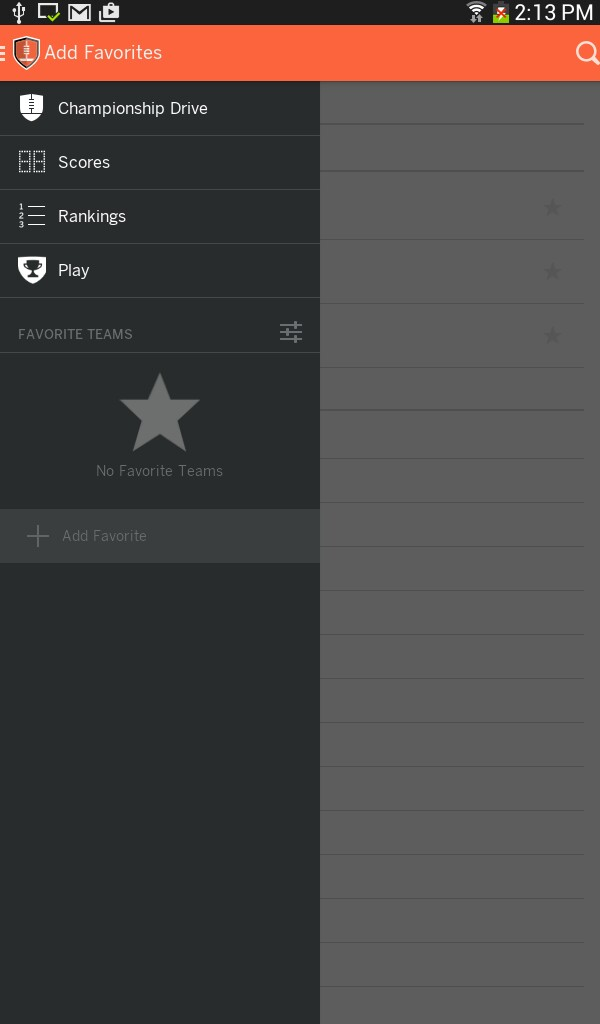 2:13 PM
Add Favorites
Championship Drive
Scores
1
2
3
Rankings
Play
FAVORITE TEAMS
No Favorite Teams
Add Favorite